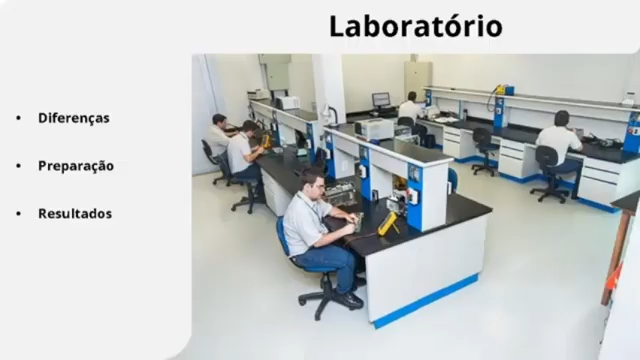 Laboratório
• Diferenças
• Preparação
• Resultados